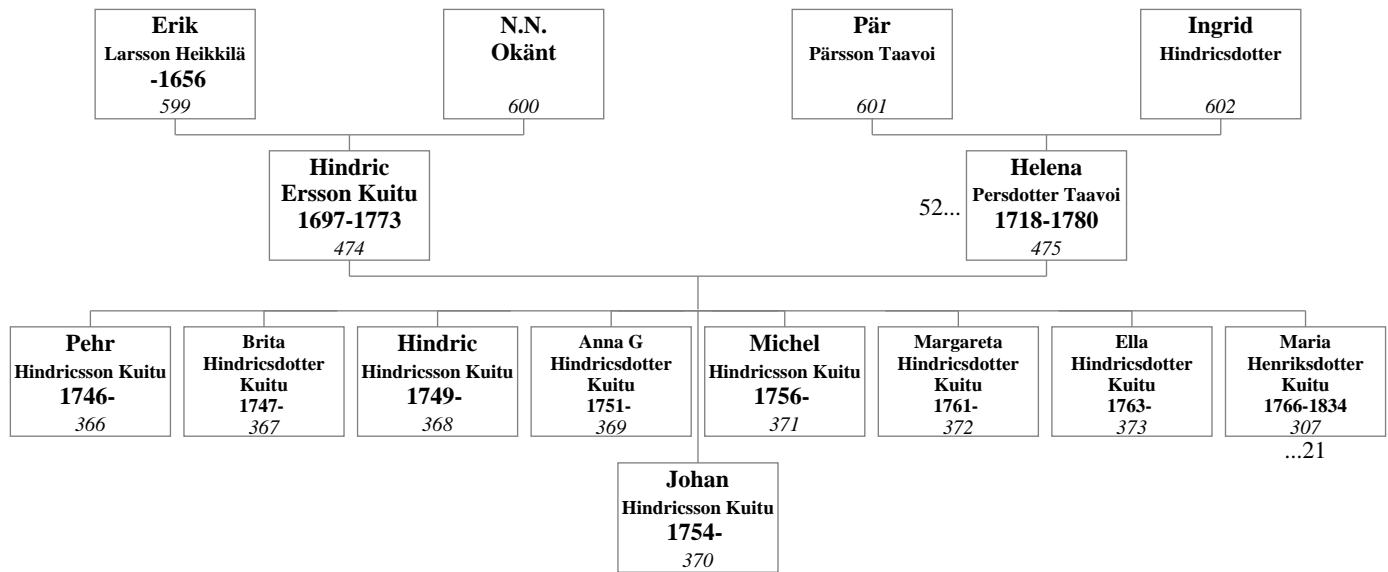 Erik
Larsson Heikkilä
-1656
599
N.N.
Okänt
600
Pär
Pärsson Taavoi
601
Ingrid
Hindricsdotter
602
Hindric
Ersson Kuitu
1697-1773
474
52...
Helena
Persdotter Taavoi
1718-1780
475
Pehr
Hindricsson Kuitu
1746-
366
Brita
Hindricsdotter
Kuitu
1747-
367
Hindric
Hindricsson Kuitu
1749-
368
Anna G
Hindricsdotter
Kuitu
1751-
369
Michel
Hindricsson Kuitu
1756-
371
Margareta
Hindricsdotter
Kuitu
1761-
372
Ella
Hindricsdotter
Kuitu
1763-
373
Maria
Henriksdotter
Kuitu
1766-1834
307
...21
Johan
Hindricsson Kuitu
1754-
370